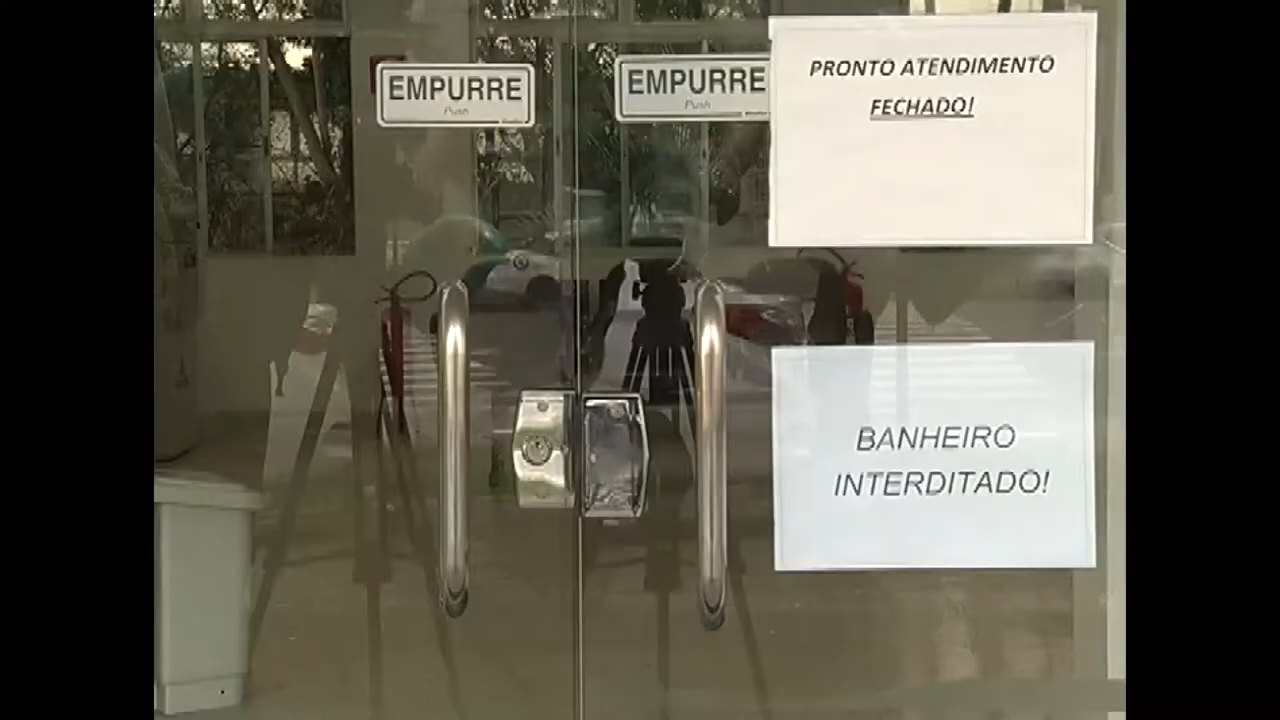 EMPURRE
Push
EMPURRE
Push
PRONTO ATENDIMENTO
FECHADO!
BANHEIRO
INTERDITADO!